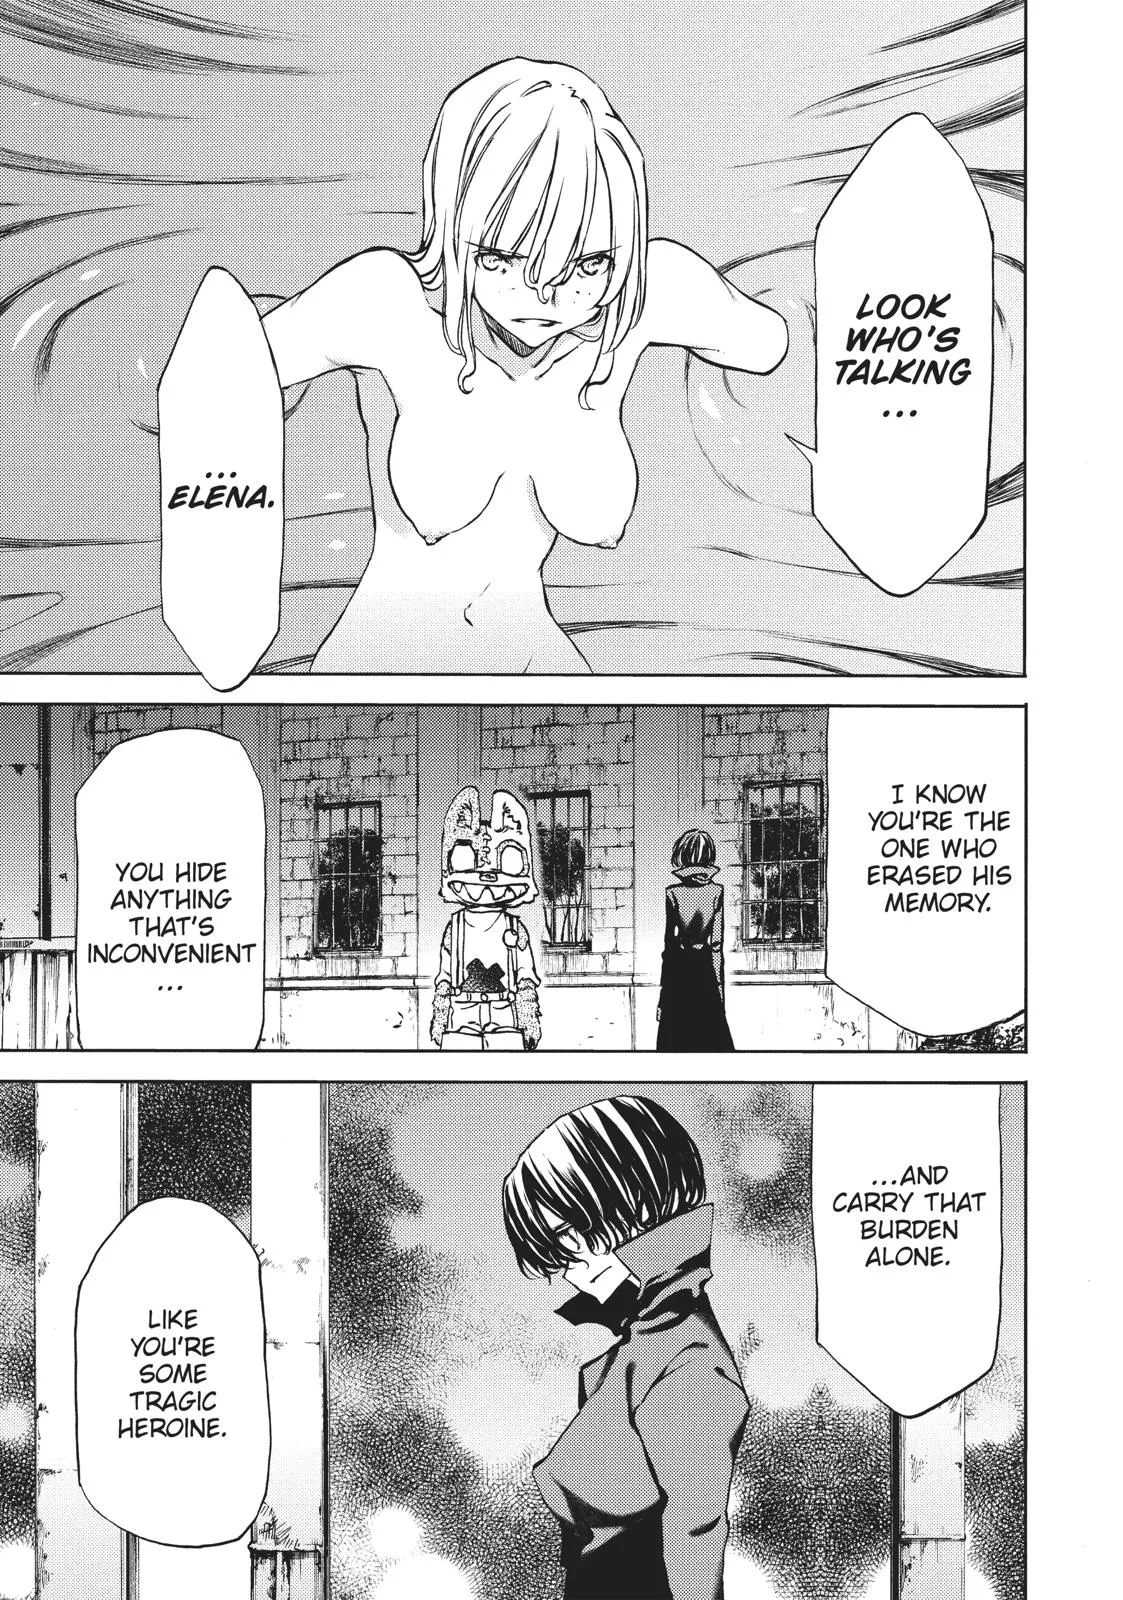 LOOK
WHO'S
TALKING
...
...
ELENA.
I KNOW
YOU'RE THE
ONE WHO
ERASED HIS
MEMORY.
YOU HIDE
ANYTHING
THAT'S
INCONVENIENT
...
...AND
CARRY THAT
BURDEN
ALONE.
LIKE
YOU'RE
SOME
TRAGIC
HEROINE.